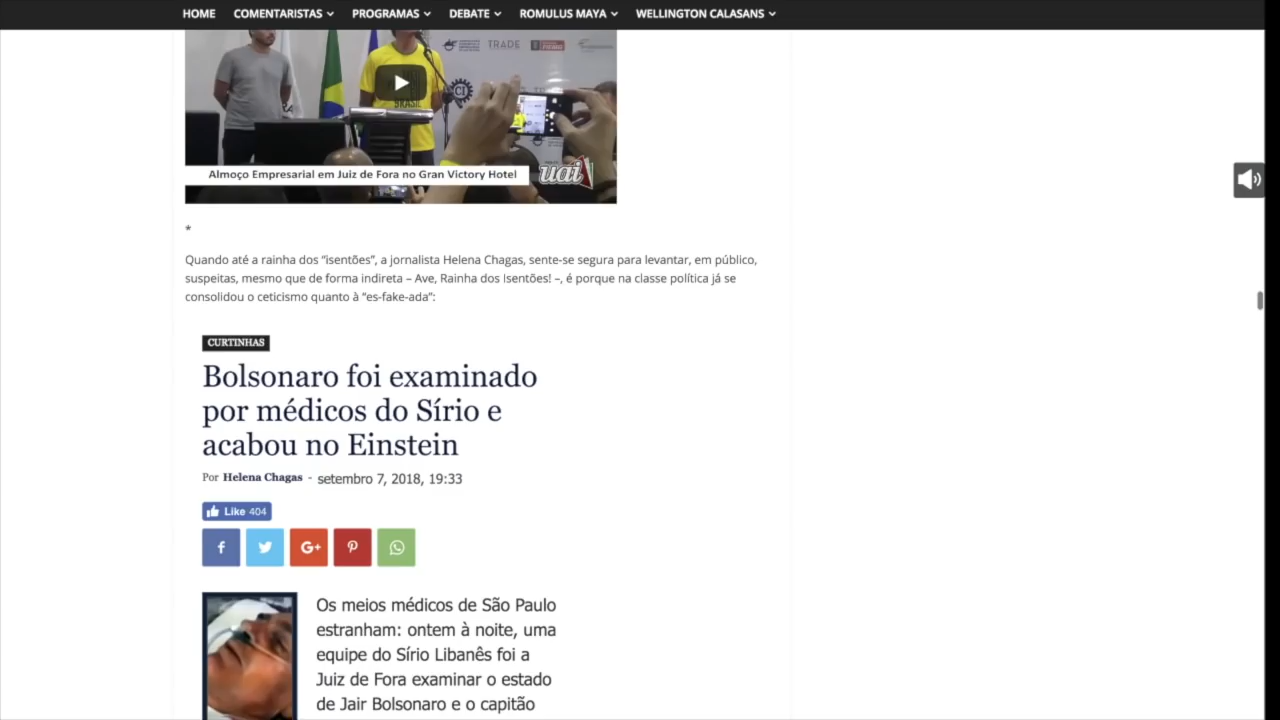 HOME COMENTARISTAS PROGRAMAS DEBATE ROMULUS MAYA WELLINGTON CALASANS
TRADE
BRASIL
Almoço Empresarial em Juiz de Fora no Gran Victory Hotel
uai
*
Quando até a rainha dos “isentões”, a jornalista Helena Chagas, sente-se segura para levantar, em público,
suspeitas, mesmo que de forma indireta – Ave, Rainha dos Isentões! –, é porque na classe política já se
consolidou o ceticismo quanto à “es-fake-ada”:
CURTINHAS
Bolsonaro foi examinado
por médicos do Sírio e
acabou no Einstein
Por Helena Chagas - setembro 7, 2018, 19:33
Like 404
Os meios médicos de São Paulo
estranham: ontem à noite, uma
equipe do Sírio Libanês foi a
Juiz de Fora examinar o estado
de Jair Bolsonaro e o capitão